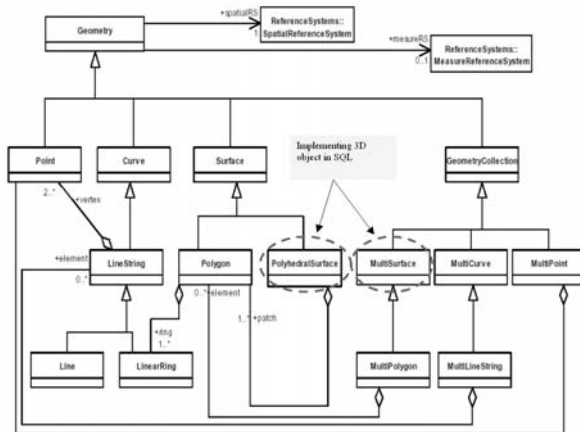 Geometry
+spatialRS
1
ReferenceSystems::
SpatialReferenceSystem
+measureRS
0..1
ReferenceSystems::
MeasureReferenceSystem
Implementing 3D
object in SQL
Point
Curve
Surface
GeometryCollection
2..*
+vertex
+element
0..*
LineString
Polygon
PolyhedralSurface
MultiSurface
MultiCurve
MultiPoint
0..*
+element
1..*
+patch
+ring
1..*
Line
LinearRing
MultiPolygon
MultiLineString